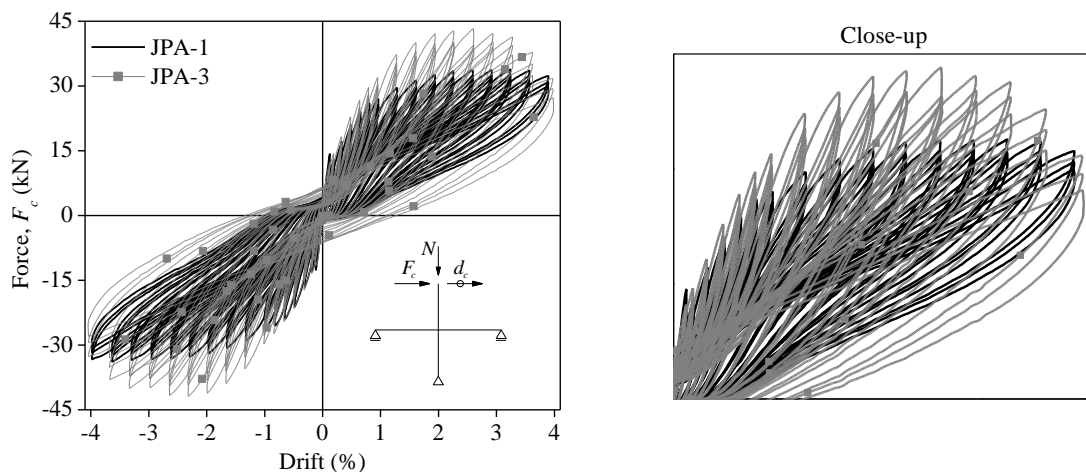 JPA-1
JPA-3
Force, F_c (kN)
45
30
15
0
-15
-30
-45
N
F_c
d_c
-4 -3 -2 -1 0 1 2 3 4
Drift (%)
Close-up